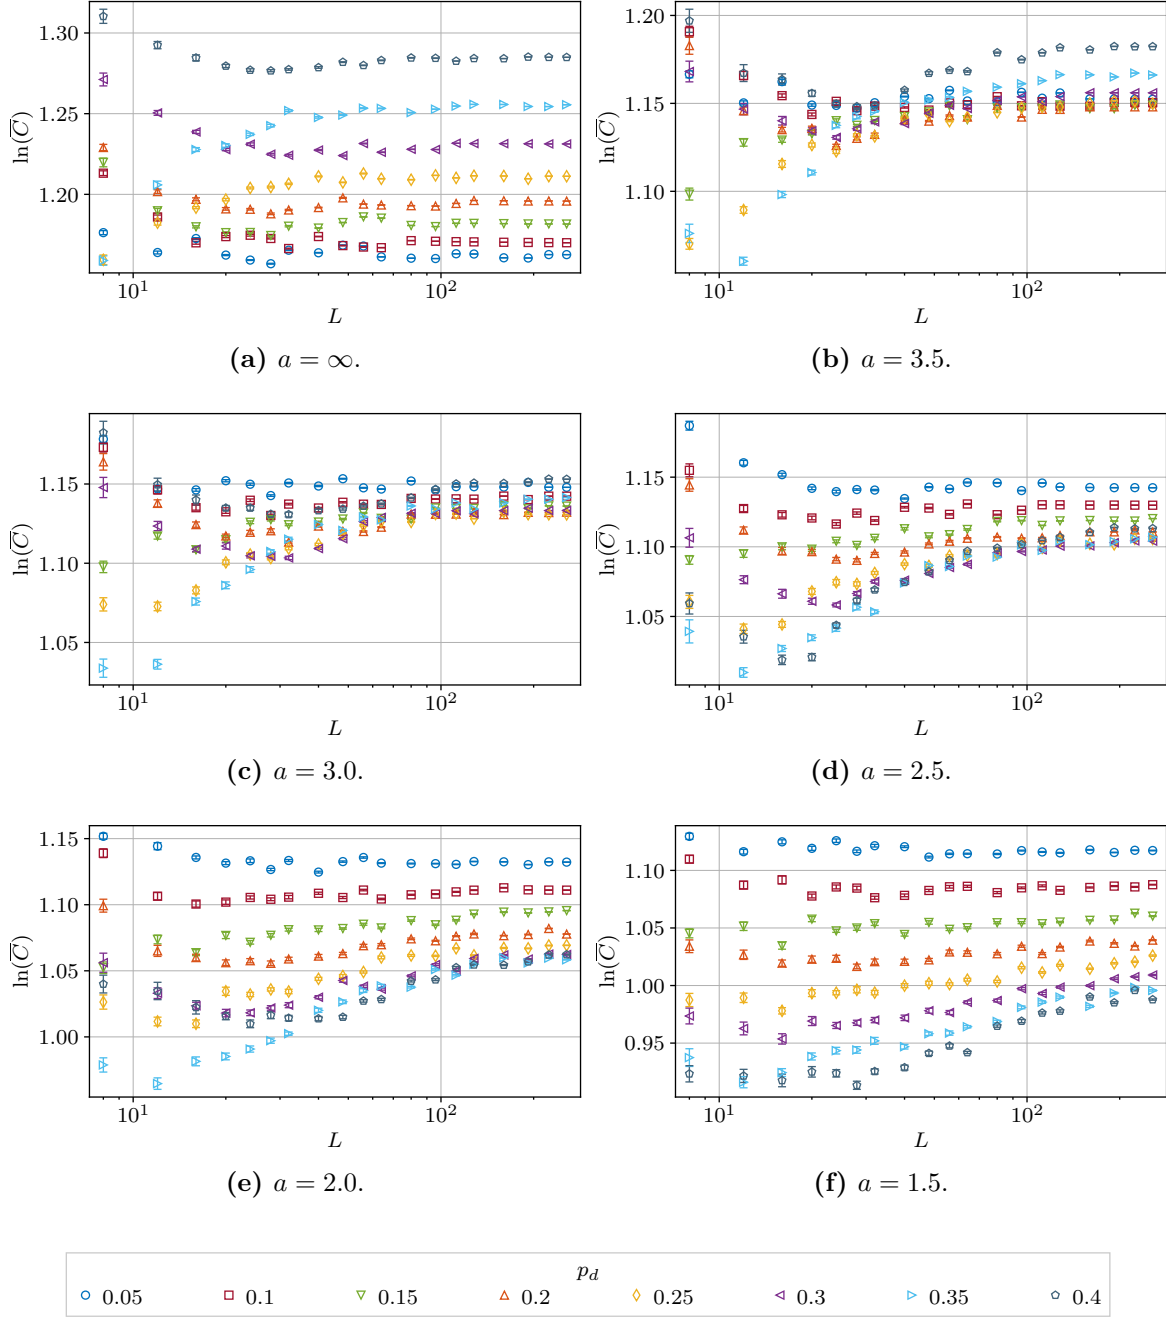 1.30
1.25
1.20
ln(C̅)
10¹
10²
L
(a) a = ∞.
1.20
1.15
1.10
ln(C̅)
10¹
10²
L
(b) a = 3.5.
1.15
1.10
1.05
ln(C̅)
10¹
10²
L
(c) a = 3.0.
1.15
1.10
1.05
ln(C̅)
10¹
10²
L
(d) a = 2.5.
1.15
1.10
1.05
1.00
ln(C̅)
10¹
10²
L
(e) a = 2.0.
1.10
1.05
1.00
0.95
ln(C̅)
10¹
10²
L
(f) a = 1.5.
p_d
0.05 0.1 0.15 0.2 0.25 0.3 0.35 0.4